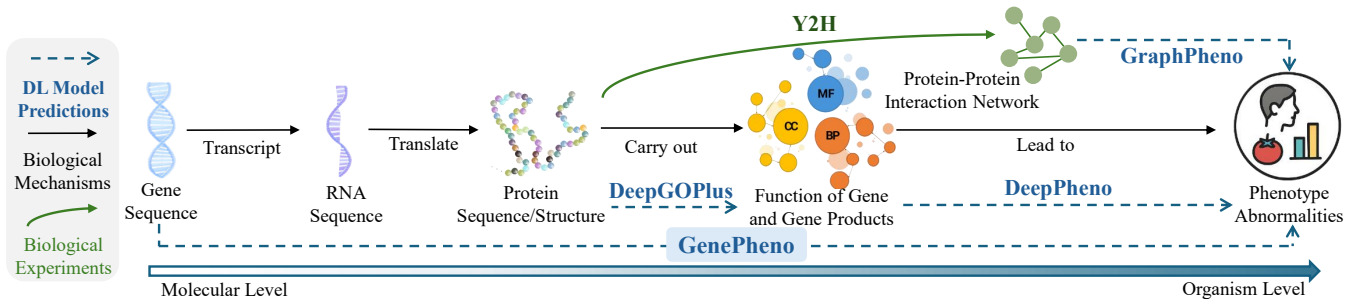 DL Model
Predictions
Biological
Mechanisms
Biological
Experiments
Gene
Sequence
Transcript
RNA
Sequence
Translate
Protein
Sequence/Structure
Y2H
Carry out
DeepGOPlus
MF
CC
BP
Function of Gene
and Gene Products
Protein-Protein
Interaction Network
GraphPheno
Lead to
DeepPheno
Phenotype
Abnormalities
GenePheno
Molecular Level
Organism Level